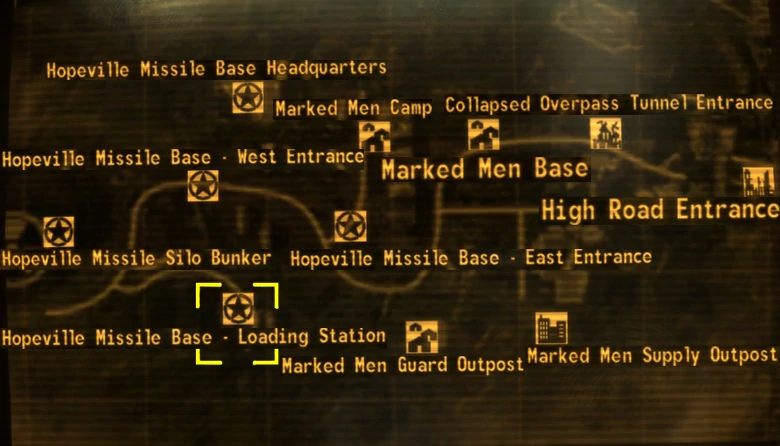 Hopeville Missile Base Headquarters
Marked Men Camp
Collapsed Overpass Tunnel Entrance
Hopeville Missile Base - West Entrance
Marked Men Base
High Road Entrance
Hopeville Missile Silo Bunker
Hopeville Missile Base - East Entrance
Hopeville Missile Base - Loading Station
Marked Men Guard Outpost
Marked Men Supply Outpost